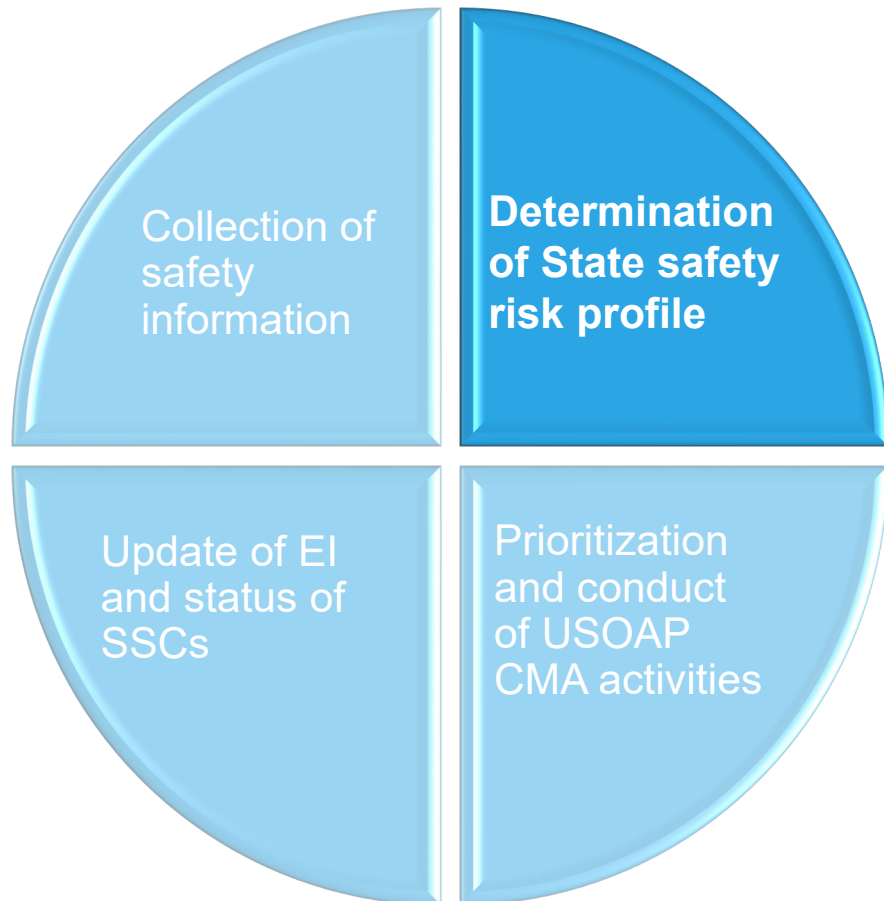 Collection of
safety
information
Determination
of State safety
risk profile
Update of EI
and status of
SSCs
Prioritization
and conduct
of USOAP
CMA activities